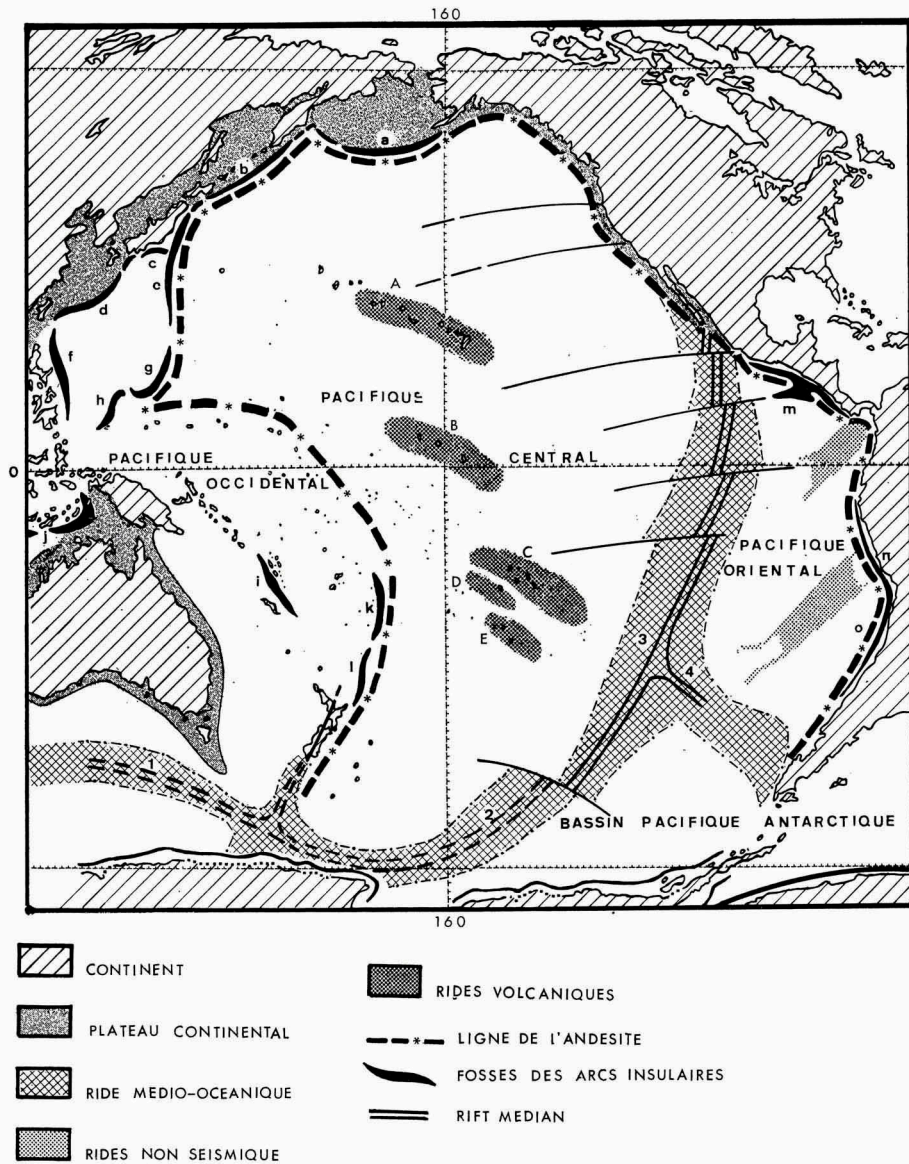 160
a
b
c
e
d
A
f
g
h
PACIFIQUE
B
m
0
PACIFIQUE
CENTRAL
OCCIDENTAL
j
C
PACIFIQUE
ORIENTAL
n
i
D
k
E
o
l
3
4
1
2
BASSIN PACIFIQUE ANTARCTIQUE
160
CONTINENT
PLATEAU CONTINENTAL
RIDE MEDIO-OCEANIQUE
RIDES NON SEISMIQUE
RIDES VOLCANIQUES
LIGNE DE L'ANDESITE
FOSSES DES ARCS INSULAIRES
RIFT MEDIAN